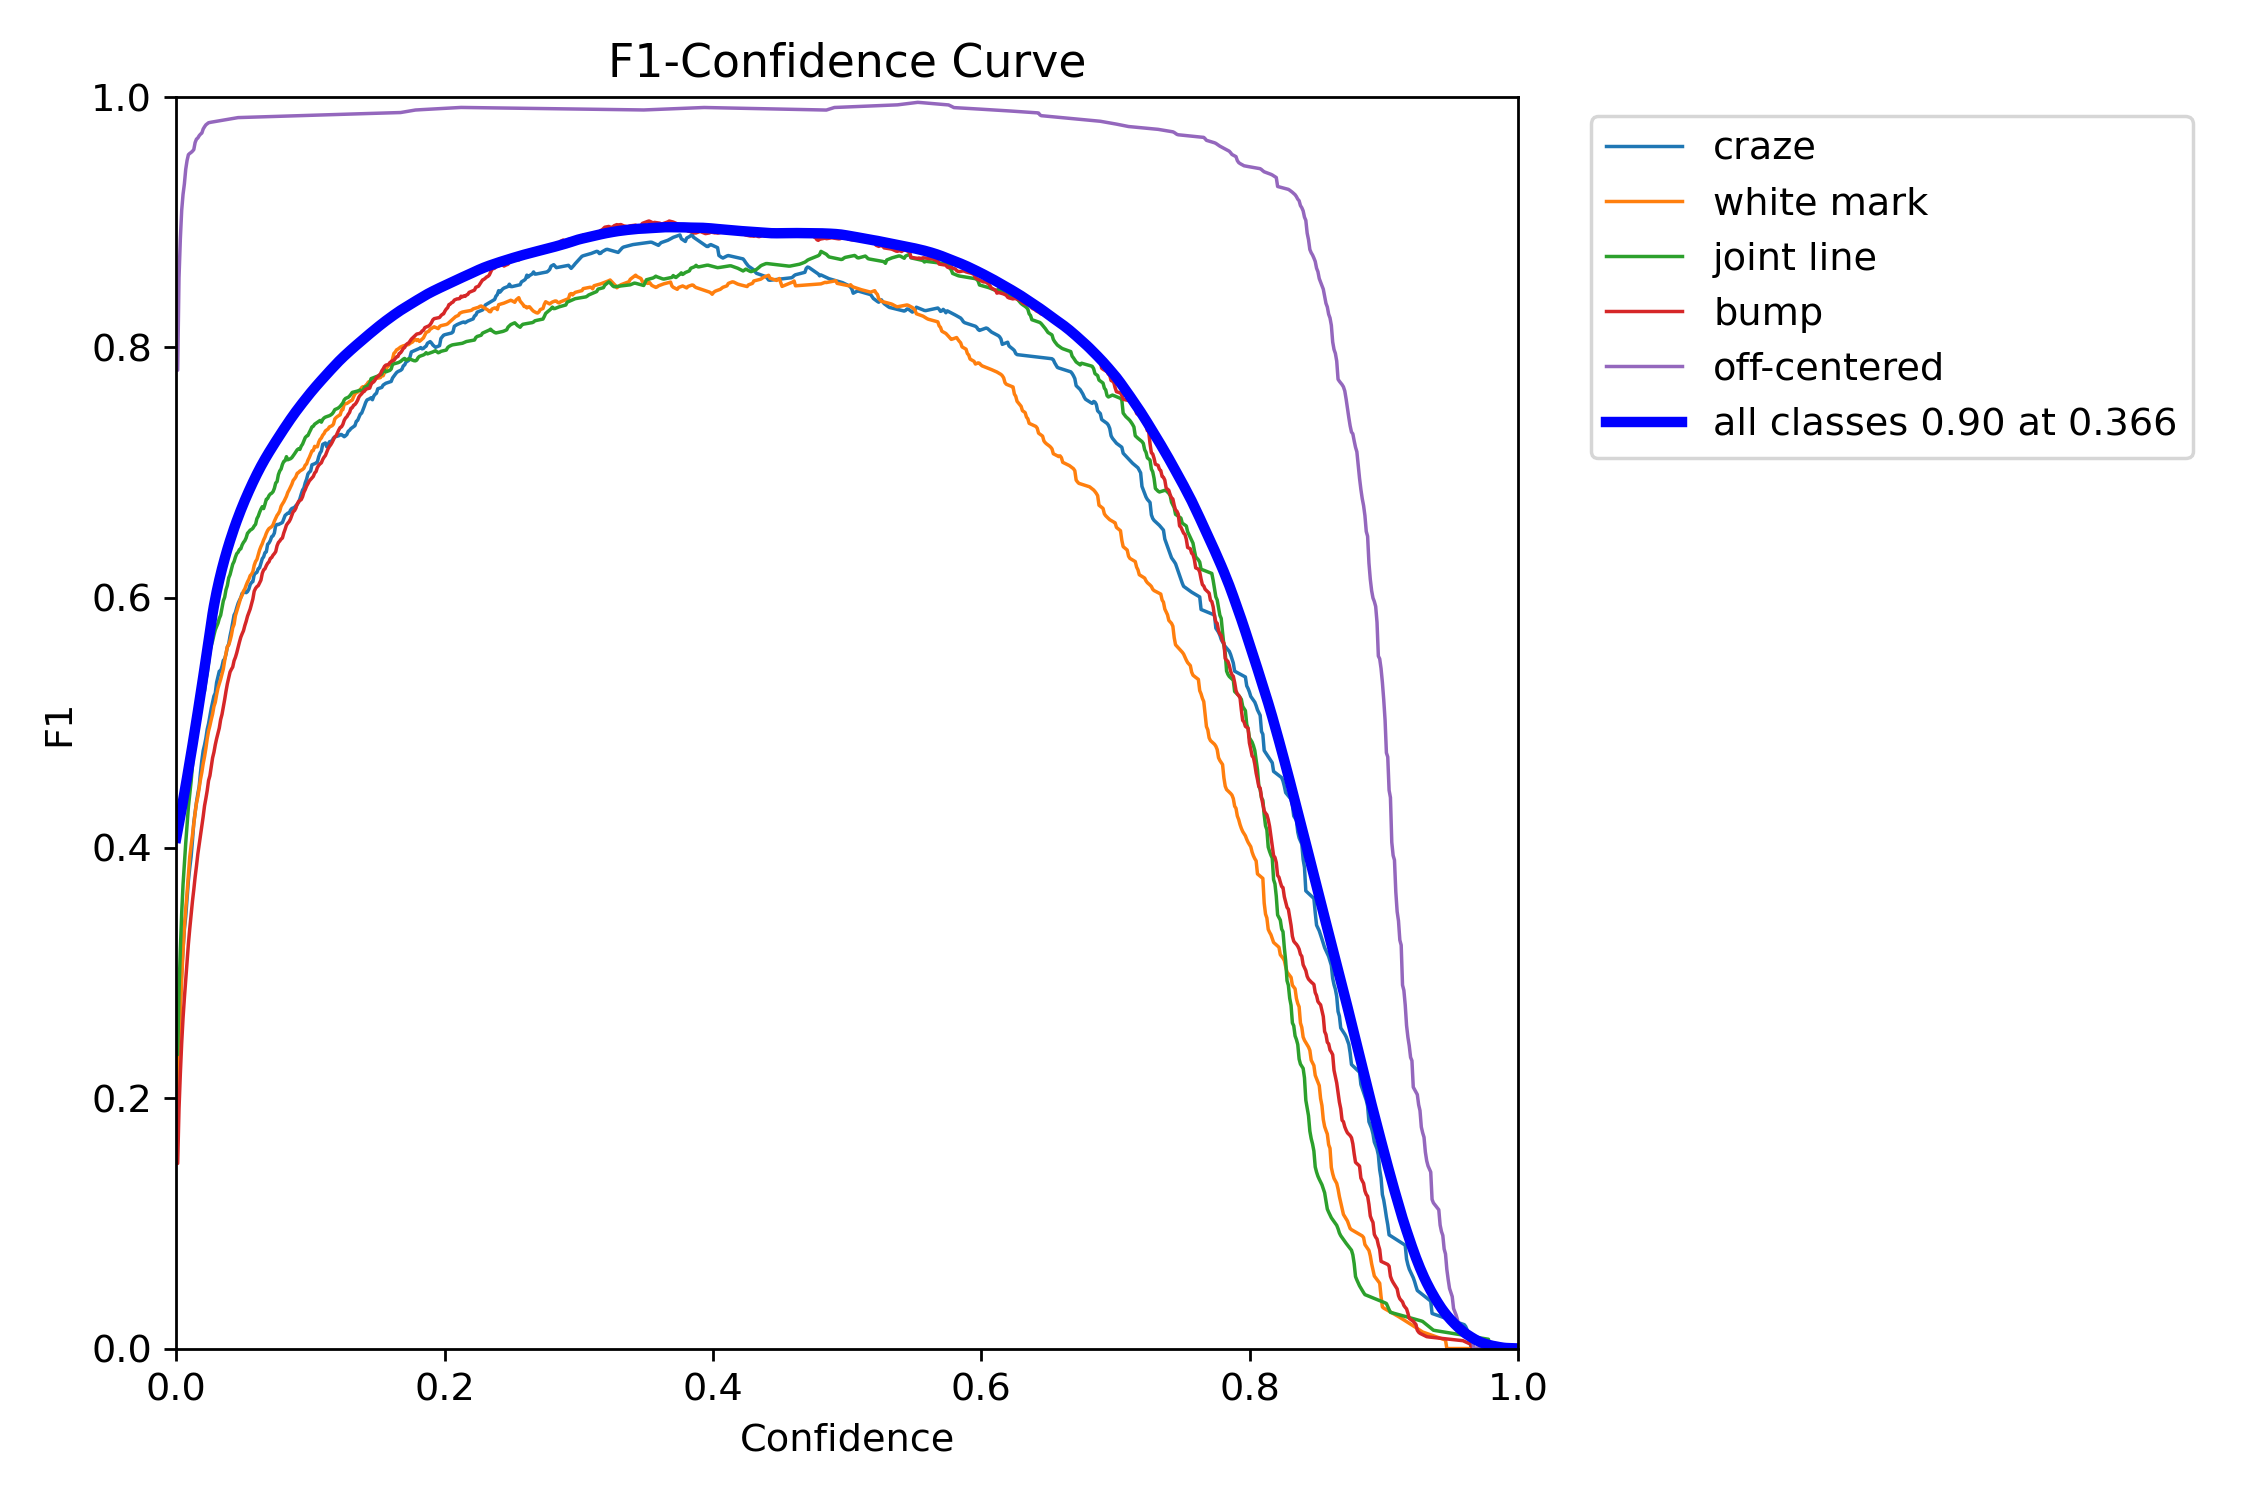 F1-Confidence Curve
1.0
0.8
0.6
0.4
0.2
0.0
F1
0.0 0.2 0.4 0.6 0.8 1.0
Confidence
craze
white mark
joint line
bump
off-centered
all classes 0.90 at 0.366